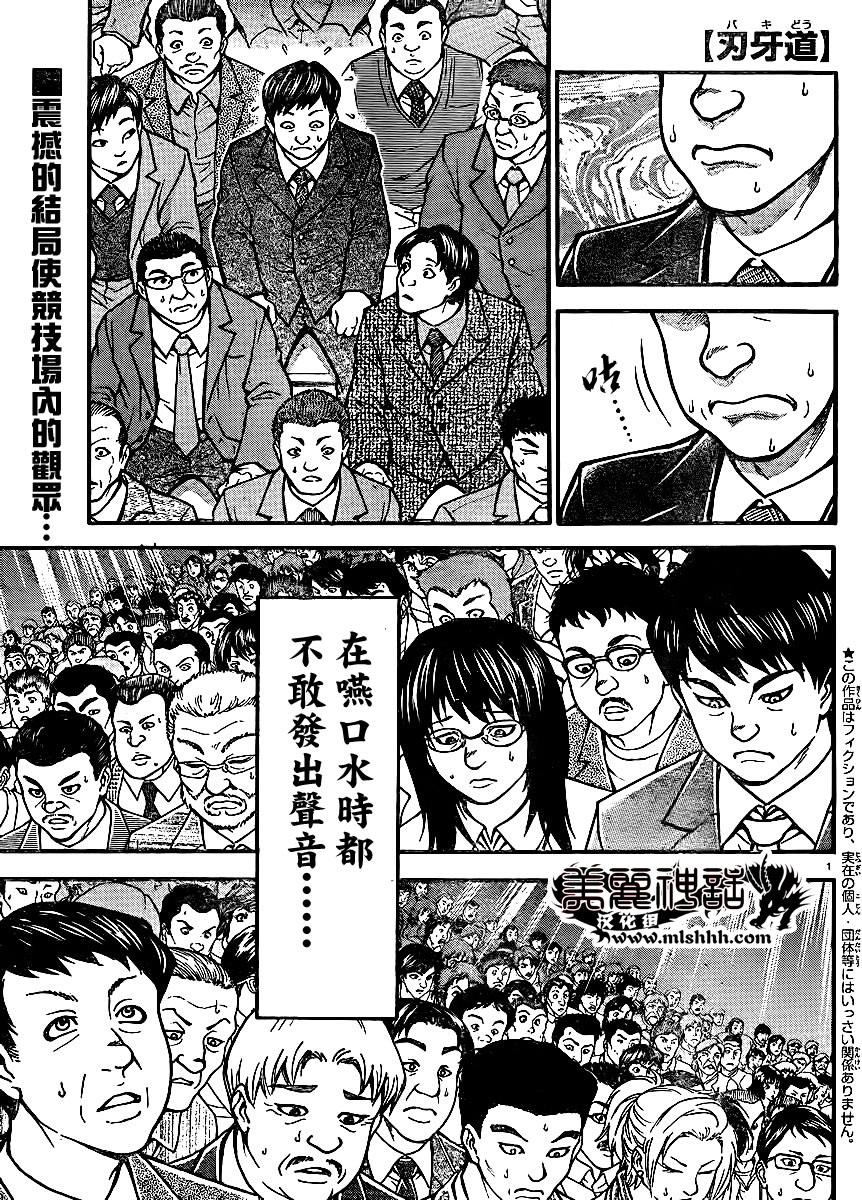 【刃牙道】
バキどう
咕……
■震撼的結局使競技場內的觀眾…
在嚥口水時都
不敢發出聲音……
1
美麗神話
汉化组
www.mlshhh.com
★この作品はフィクションであり、実在の個人・団体等にはいっさい関係ありません。